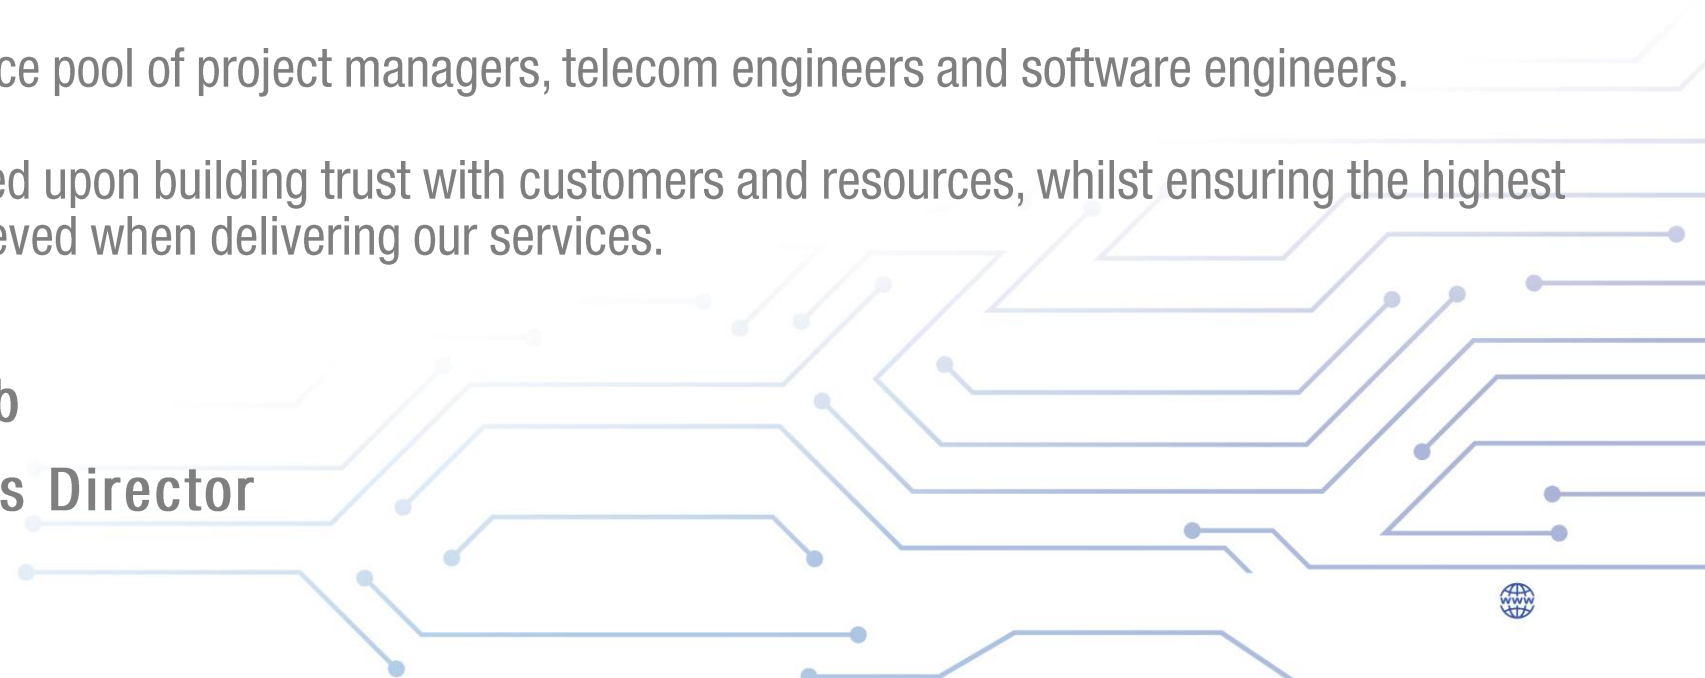 ce pool of project managers, telecom engineers and software engineers.
ed upon building trust with customers and resources, whilst ensuring the highest
eved when delivering our services.
b
s Director
www